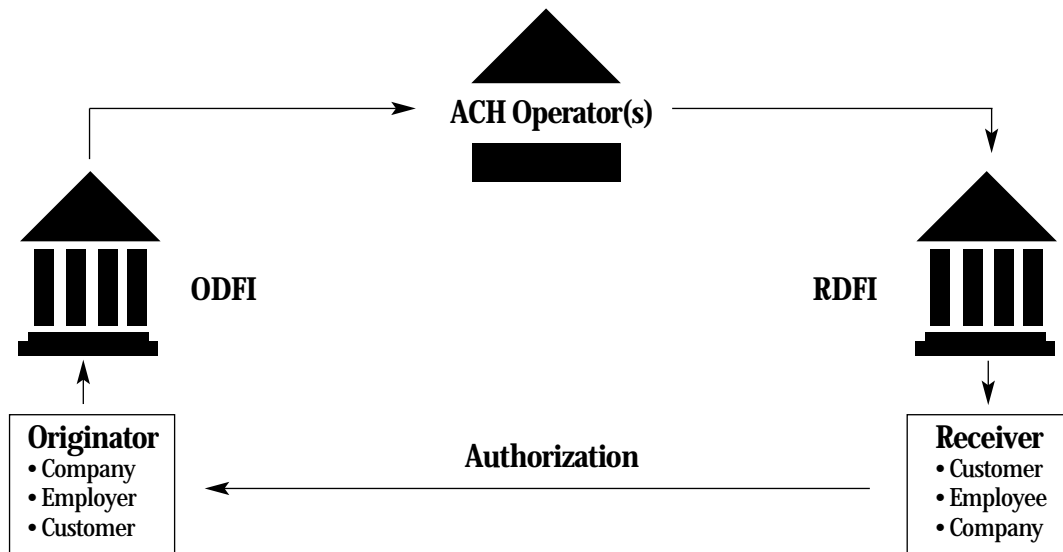 ACH Operator(s)
ODFI
RDFI
Originator
• Company
• Employer
• Customer
Authorization
Receiver
• Customer
• Employee
• Company